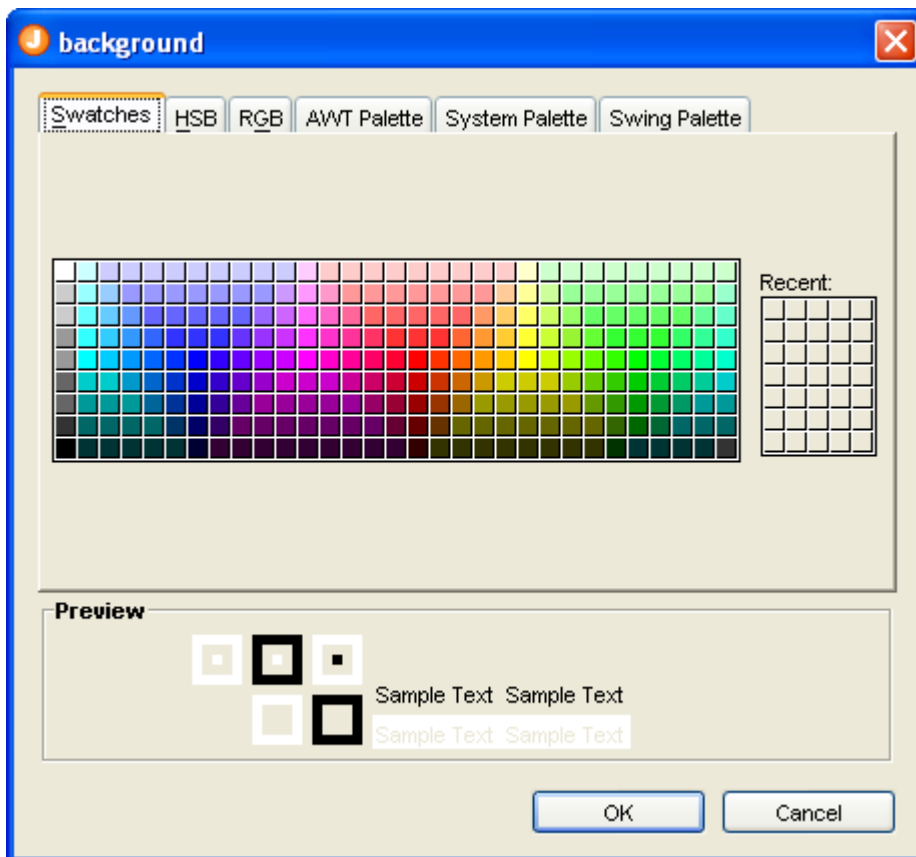 J background
Swatches HSB RGB AWT Palette System Palette Swing Palette
Recent:
Preview
Sample Text Sample Text
Sample Text Sample Text
OK Cancel